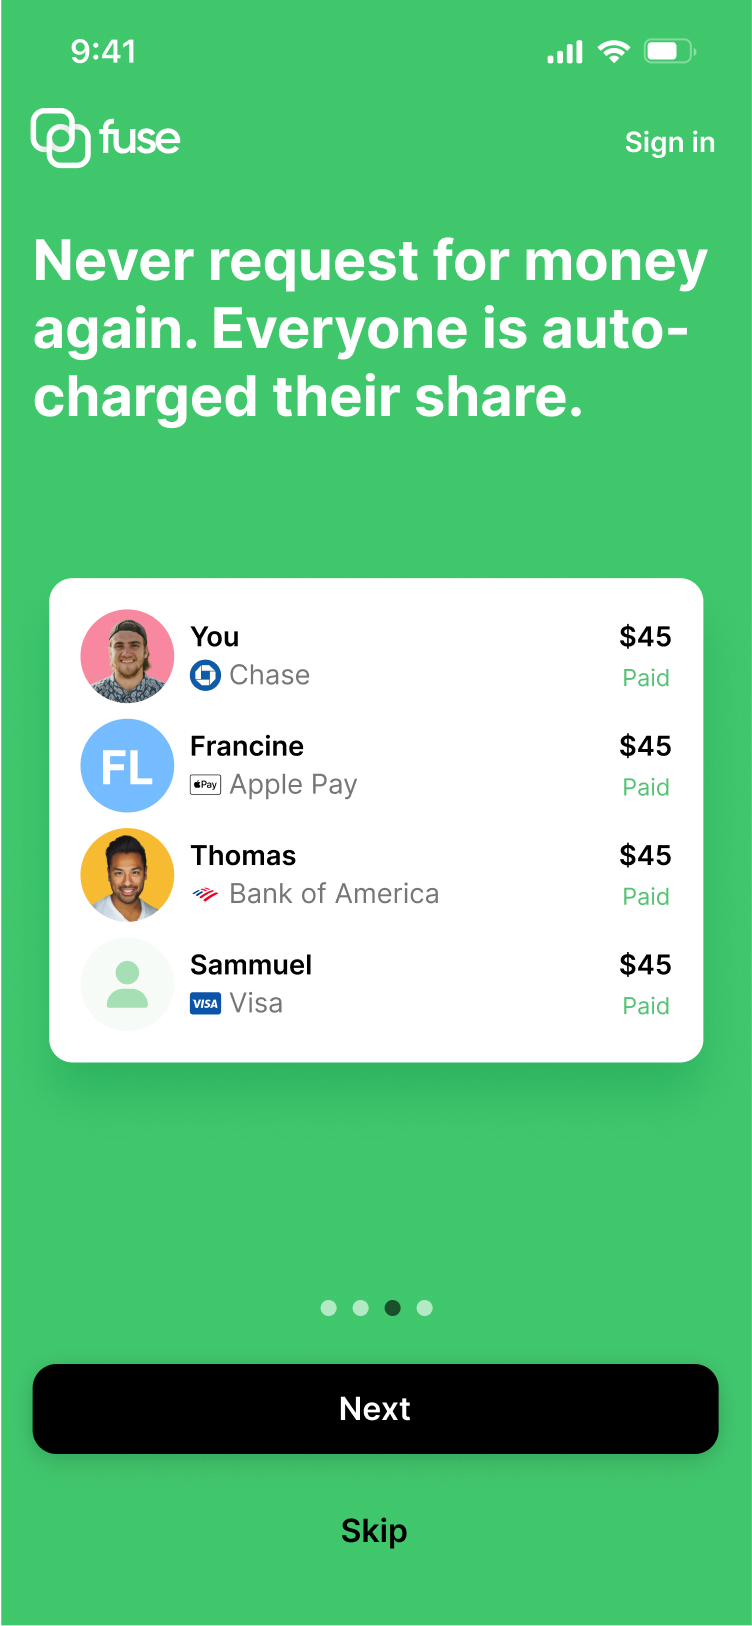 9:41
fuse
Sign in
Never request for money
again. Everyone is auto-
charged their share.
You
$45
Chase
Paid
FL
Francine
$45
Pay
Apple Pay
Paid
Thomas
$45
Bank of America
Paid
Sammuel
$45
VISA
Visa
Paid
Next
Skip